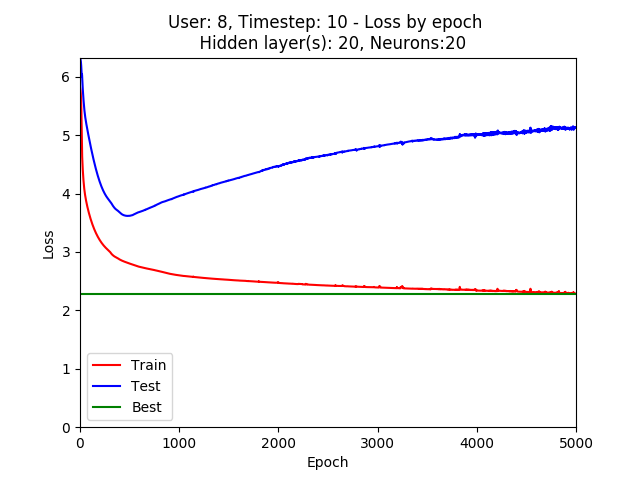 User: 8, Timestep: 10 - Loss by epoch
Hidden layer(s): 20, Neurons:20
6
5
4
3
2
1
0
Loss
Train
Test
Best
0 1000 2000 3000 4000 5000
Epoch